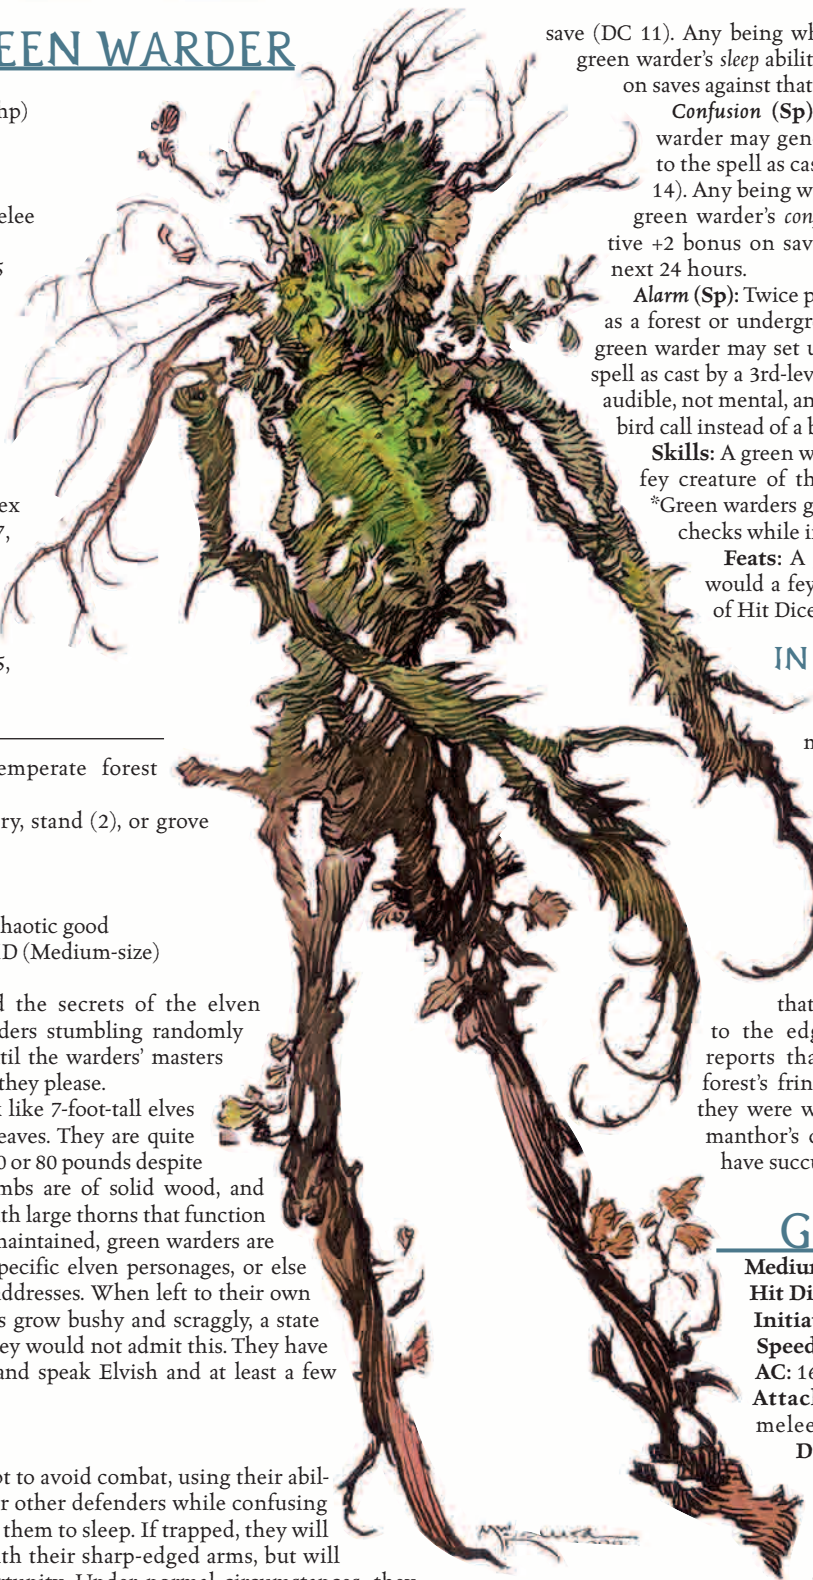 EEN WARDER
hp)
elee
5
ex
7,
5,
emperate forest
ry, stand (2), or grove
haotic good
D (Medium-size)
d the secrets of the elven
ders stumbling randomly
til the warders' masters
they please.
like 7-foot-tall elves
eaves. They are quite
0 or 80 pounds despite
mbs are of solid wood, and
th large thorns that function
maintained, green warders are
pecific elven personages, or else
ddresses. When left to their own
s grow bushy and scraggly, a state
ey would not admit this. They have
and speak Elvish and at least a few
pt to avoid combat, using their abil-
r other defenders while confusing
them to sleep. If trapped, they will
th their sharp-edged arms, but will
save (DC 11). Any being wh
green warder's sleep abilit
on saves against that
Confusion (Sp)
warder may gen
to the spell as cas
14). Any being w
green warder's con
tive +2 bonus on sav
next 24 hours.
Alarm (Sp): Twice p
as a forest or undergr
green warder may set u
spell as cast by a 3rd-lev
audible, not mental, an
bird call instead of a b
Skills: A green w
fey creature of th
*Green warders g
checks while i
Feats: A
would a fey
of Hit Dice
IN
that
to the edg
reports tha
forest's frin
they were w
manthor's
have succu
G
Mediu
Hit Di
Initia
Speed
AC: 16
Attacl
melee
D